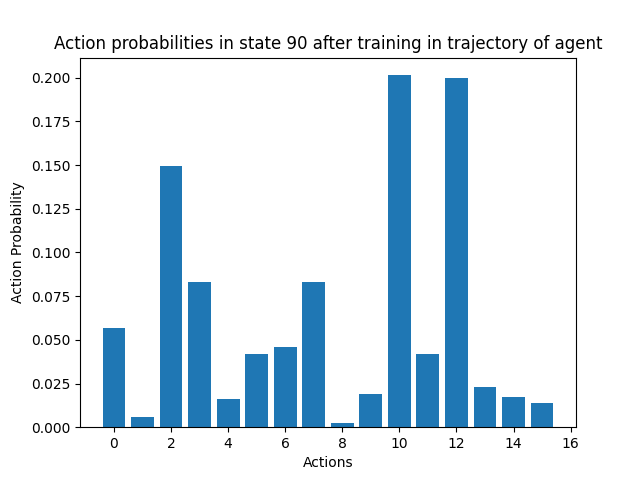 Action probabilities in state 90 after training in trajectory of agent
0.200
0.175
0.150
0.125
0.100
0.075
0.050
0.025
0.000
Action Probability
0 2 4 6 8 10 12 14 16
Actions